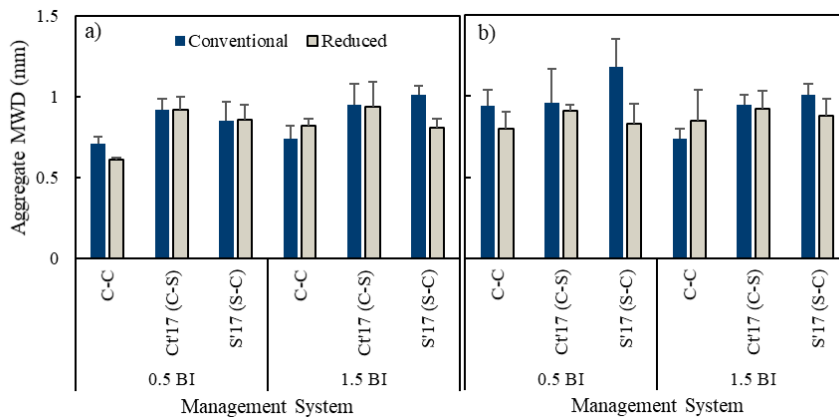 1.5
1
0.5
0
Aggregate MWD (mm)
a)
Conventional
Reduced
b)
C-C
Ct'17 (C-S)
S'17 (S-C)
C-C
Ct'17 (C-S)
S'17 (S-C)
0.5 BI
1.5 BI
Management System
C-C
Ct'17 (C-S)
S'17 (S-C)
C-C
Ct'17 (C-S)
S'17 (S-C)
0.5 BI
1.5 BI
Management System